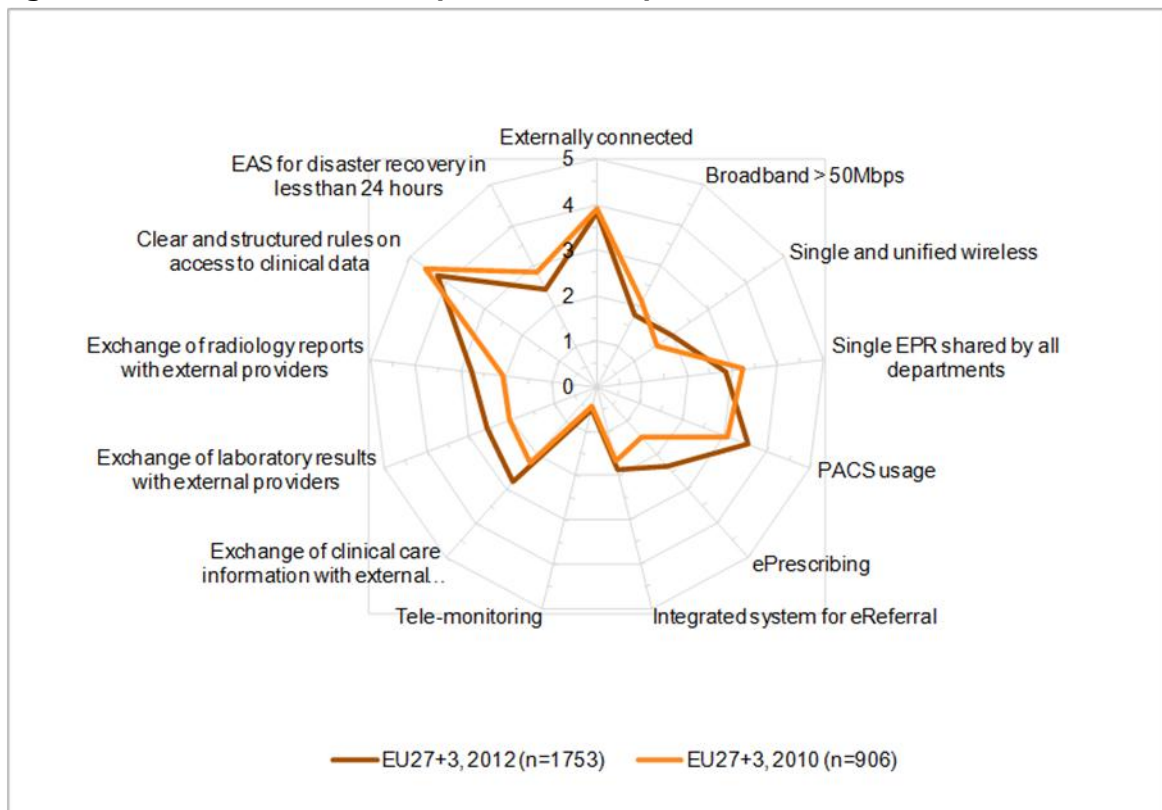 Externally connected
EAS for disaster recovery in
less than 24 hours
Broadband > 50Mbps
Clear and structured rules on
access to clinical data
Single and unified wireless
Exchange of radiology reports
with external providers
Single EPR shared by all
departments
Exchange of laboratory results
with external providers
PACS usage
Exchange of clinical care
information with external...
ePrescribing
Tele-monitoring
Integrated system for eReferral
5
4
3
2
1
0
EU27+3, 2012 (n=1753)
EU27+3, 2010 (n=906)